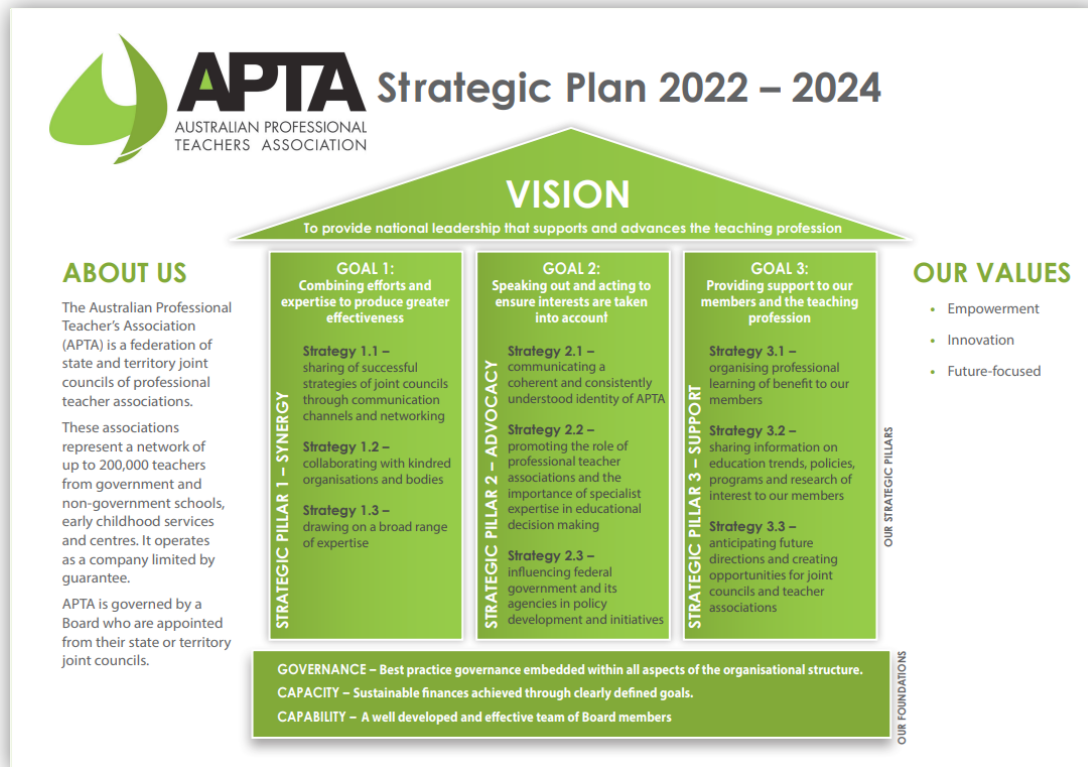 APTA
AUSTRALIAN PROFESSIONAL
TEACHERS ASSOCIATION
Strategic Plan 2022 – 2024
VISION
To provide national leadership that supports and advances the teaching profession
ABOUT US
The Australian Professional
Teacher's Association
(APTA) is a federation of
state and territory joint
councils of professional
teacher associations.
These associations
represent a network of
up to 200,000 teachers
from government and
non-government schools,
early childhood services
and centres. It operates
as a company limited by
guarantee.
APTA is governed by a
Board who are appointed
from their state or territory
joint councils.
STRATEGIC PILLAR 1 – SYNERGY
GOAL 1:
Combining efforts and
expertise to produce greater
effectiveness
Strategy 1.1 –
sharing of successful
strategies of joint councils
through communication
channels and networking
Strategy 1.2 –
collaborating with kindred
organisations and bodies
Strategy 1.3 –
drawing on a broad range
of expertise
STRATEGIC PILLAR 2 – ADVOCACY
GOAL 2:
Speaking out and acting to
ensure interests are taken
into account
Strategy 2.1 –
communicating a
coherent and consistently
understood identity of APTA
Strategy 2.2 –
promoting the role of
professional teacher
associations and the
importance of specialist
expertise in educational
decision making
Strategy 2.3 –
influencing federal
government and its
agencies in policy
development and initiatives
STRATEGIC PILLAR 3 – SUPPORT
GOAL 3:
Providing support to our
members and the teaching
profession
Strategy 3.1 –
organising professional
learning of benefit to our
members
Strategy 3.2 –
sharing information on
education trends, policies,
programs and research of
interest to our members
Strategy 3.3 –
anticipating future
directions and creating
opportunities for joint
councils and teacher
associations
OUR STRATEGIC PILLARS
OUR VALUES
• Empowerment
• Innovation
• Future-focused
GOVERNANCE – Best practice governance embedded within all aspects of the organisational structure.
CAPACITY – Sustainable finances achieved through clearly defined goals.
CAPABILITY – A well developed and effective team of Board members
OUR FOUNDATIONS